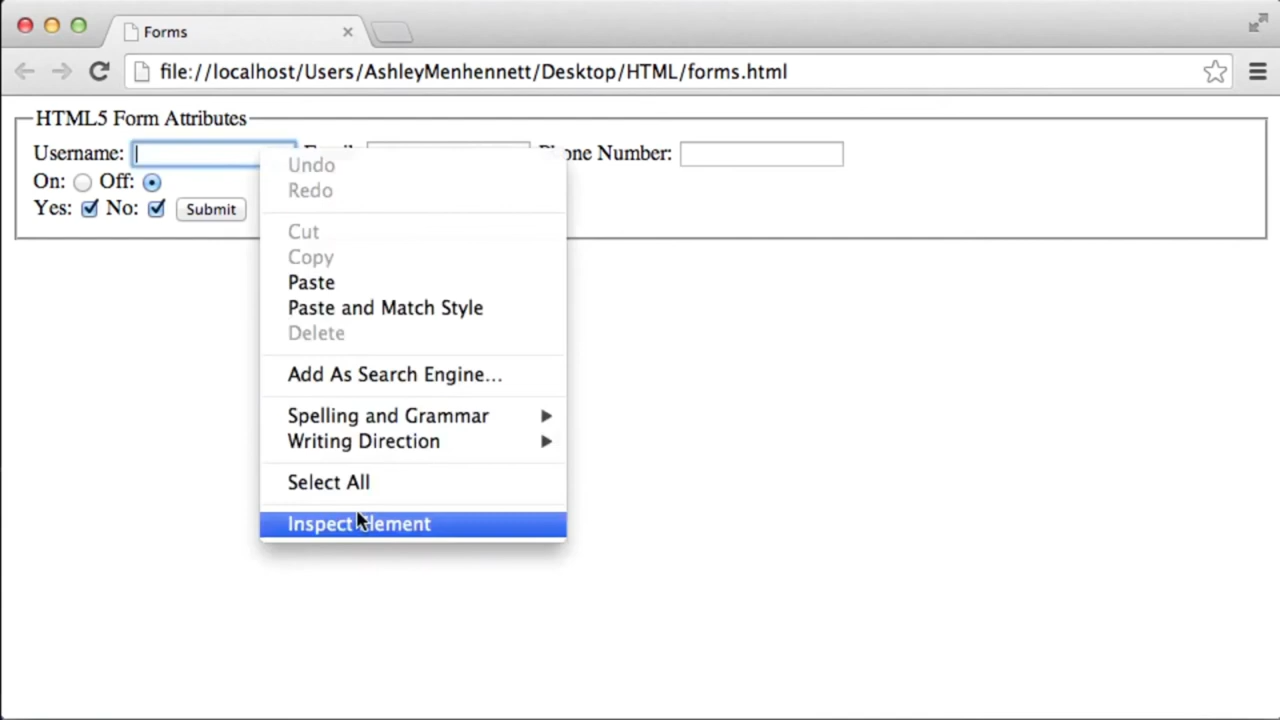 Forms
file://localhost/Users/AshleyMenhennett/Desktop/HTML/forms.html
HTML5 Form Attributes
Username: Phone Number:
On: Off:
Yes: No: Submit
Undo
Redo
Cut
Copy
Paste
Paste and Match Style
Delete
Add As Search Engine...
Spelling and Grammar
Writing Direction
Select All
Inspect Element